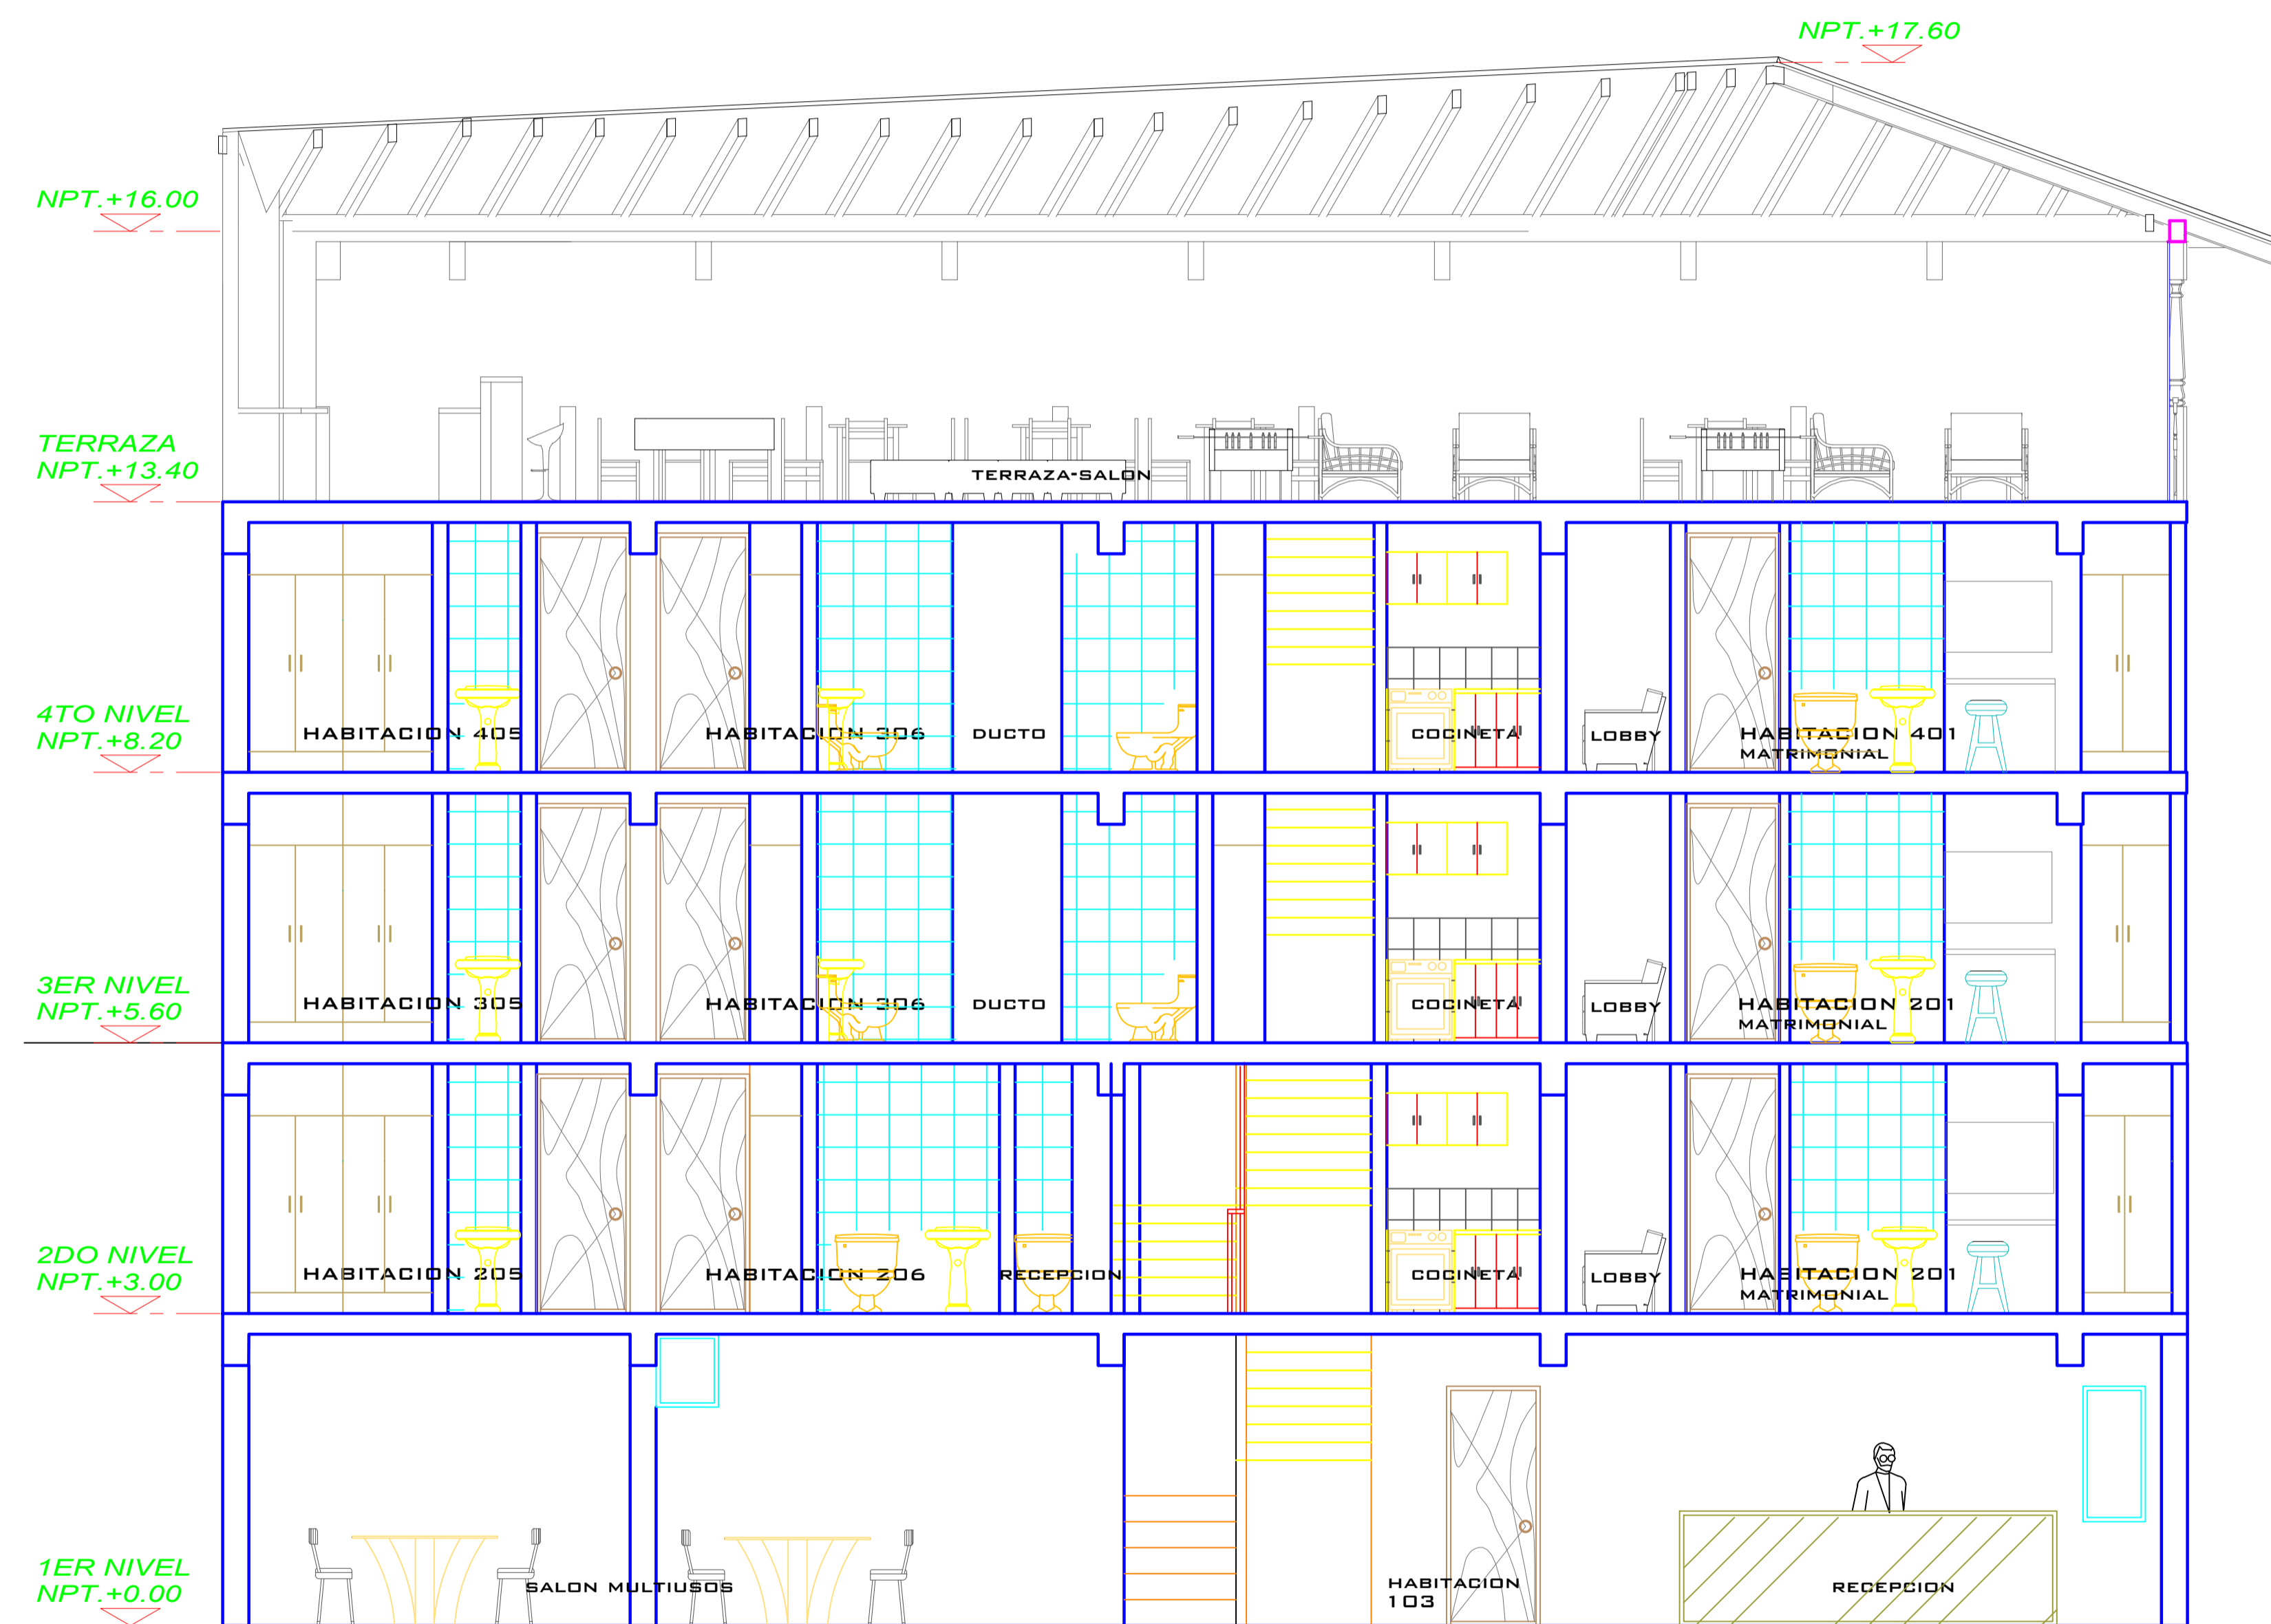 NPT.+17.60
NPT.+16.00
TERRAZA
NPT.+13.40
TERRAZA-SALON
4TO NIVEL
NPT.+8.20
HABITACION 405
HABITACION 306
DUCTO
COCINETA
LOBBY
HABITACION 401
MATRIMONIAL
3ER NIVEL
NPT.+5.60
HABITACION 305
HABITACION 306
DUCTO
COCINETA
LOBBY
HABITACION 201
MATRIMONIAL
2DO NIVEL
NPT.+3.00
HABITACION 205
HABITACION 206
RECEPCION
COCINETA
LOBBY
HABITACION 201
MATRIMONIAL
1ER NIVEL
NPT.+0.00
SALON MULTIUSOS
HABITACION
103
RECEPCION